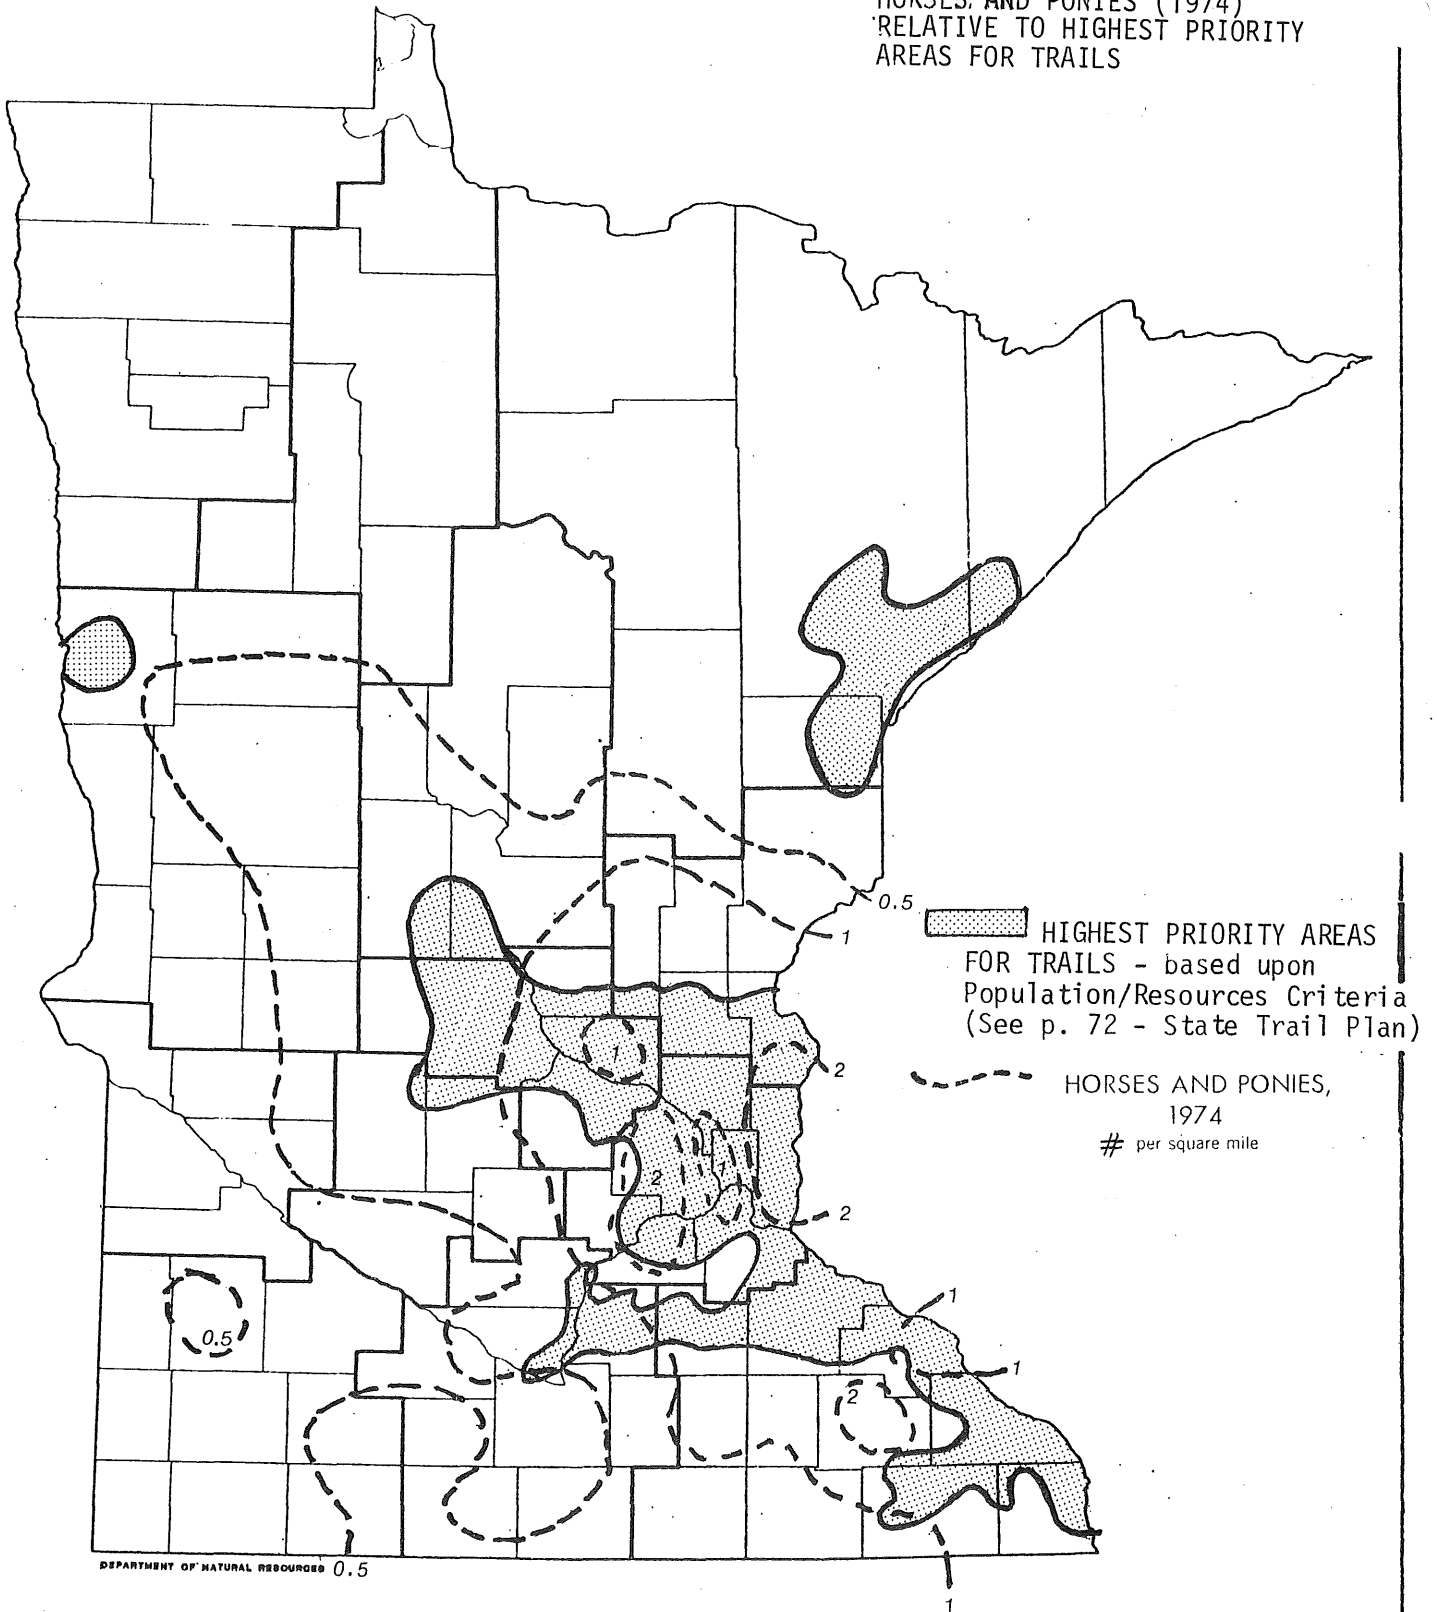 HORSES AND PONIES (1974)
RELATIVE TO HIGHEST PRIORITY
AREAS FOR TRAILS
0.5
1
HIGHEST PRIORITY AREAS
FOR TRAILS - based upon
Population/Resources Criteria
(See p. 72 - State Trail Plan)
1
2
HORSES AND PONIES,
1974
# per square mile
2
1
2
1
0.5
1
2
DEPARTMENT OF NATURAL RESOURCES 0.5
1